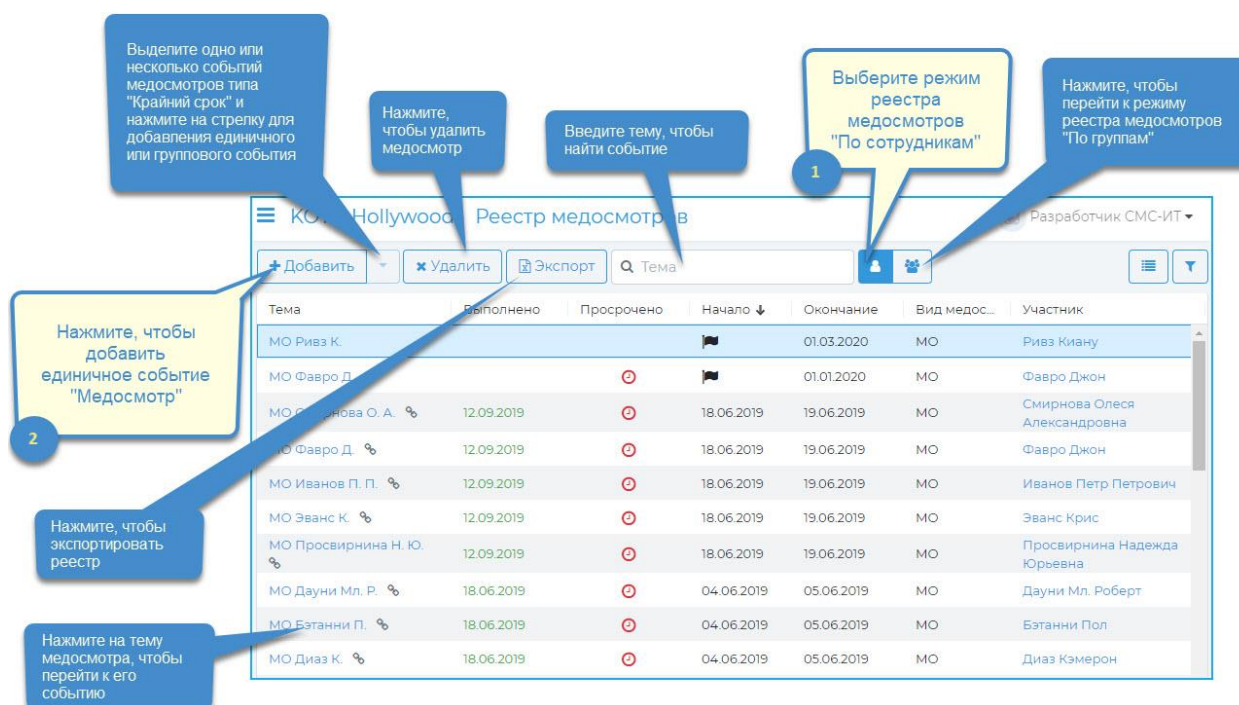 Выделите одно или
несколько событий
медосмотров типа
"Крайний срок" и
нажмите на стрелку для
добавления единичного
или группового события
Нажмите,
чтобы удалить
медосмотр
Введите тему, чтобы
найти событие
Выберите режим
реестра
медосмотров
"По сотрудникам"
1
Нажмите, чтобы
перейти к режиму
реестра медосмотров
"По группам"
Hollywood Реестр медосмотров
Разработчик СМС-ИТ
Добавить Удалить Экспорт Тема
Тема Выполнено Просрочено Начало Окончание Вид медос... Участник
МО Ривз К. 01.03.2020 МО Ривз Киану
МО Фавро Д. 01.01.2020 МО Фавро Джон
МО О. А. 12.09.2019 18.06.2019 19.06.2019 МО Смирнова Олеся
Александровна
МО Фавро Д. 12.09.2019 18.06.2019 19.06.2019 МО Фавро Джон
МО Иванов П. П. 12.09.2019 18.06.2019 19.06.2019 МО Иванов Петр Петрович
МО Эванс К. 12.09.2019 18.06.2019 19.06.2019 МО Эванс Крис
МО Просвирнина Н. Ю. 12.09.2019 18.06.2019 19.06.2019 МО Просвирнина Надежда
Юрьевна
МО Дауни Мл. Р. 18.06.2019 04.06.2019 05.06.2019 МО Дауни Мл. Роберт
МО Бэтанни П. 18.06.2019 04.06.2019 05.06.2019 МО Бэтанни Пол
МО Диаз К. 18.06.2019 04.06.2019 05.06.2019 МО Диаз Кэмерон
Нажмите, чтобы
добавить
единичное событие
"Медосмотр"
2
Нажмите, чтобы
экспортировать
реестр
Нажмите на тему
медосмотра, чтобы
перейти к его
событию